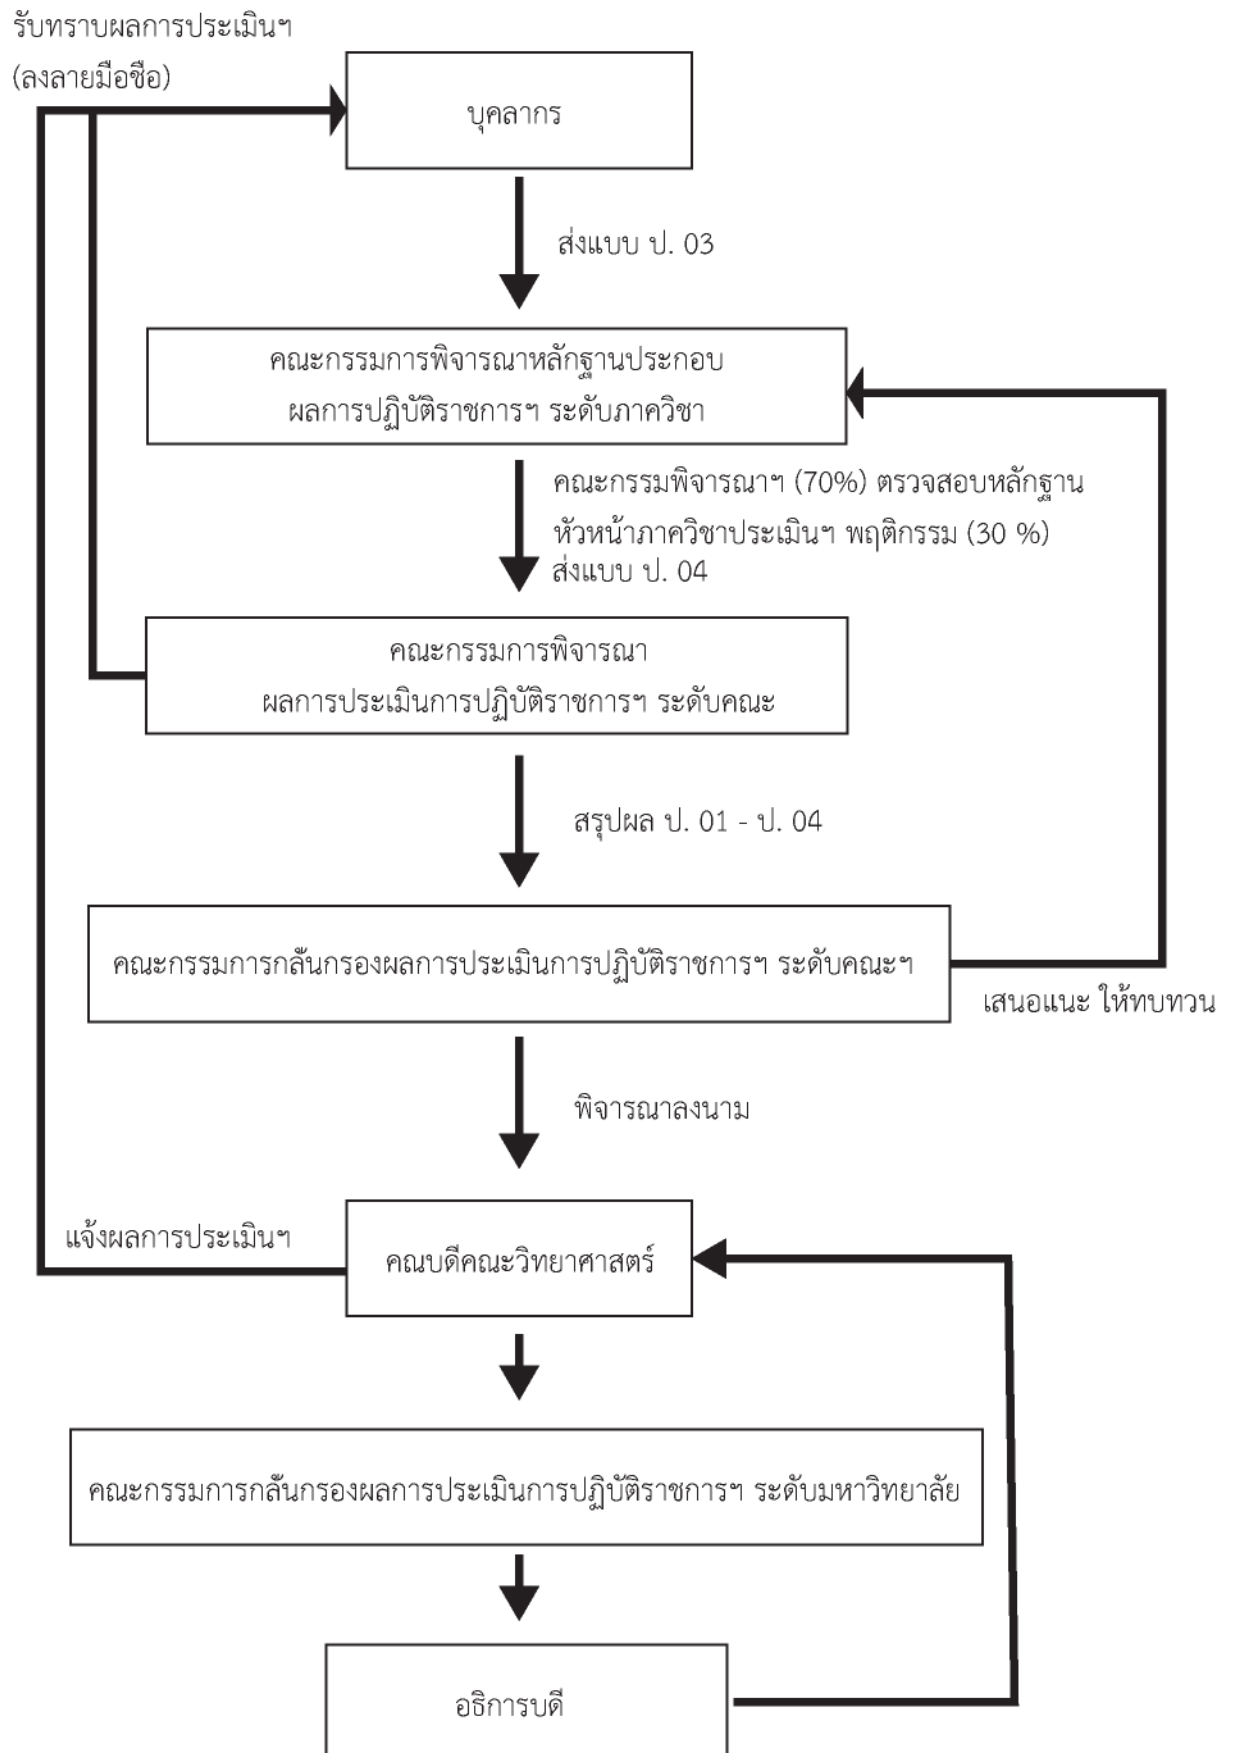 รับทราบผลการประเมินฯ
(ลงลายมือชื่อ)
บุคลากร
ส่งแบบ ป. 03
คณะกรรมการพิจารณาหลักฐานประกอบ
ผลการปฏิบัติราชการฯ ระดับภาควิชา
คณะกรรมพิจารณาฯ (70%) ตรวจสอบหลักฐาน
หัวหน้าภาควิชาประเมินฯ พฤติกรรม (30 %)
ส่งแบบ ป. 04
คณะกรรมการพิจารณา
ผลการประเมินการปฏิบัติราชการฯ ระดับคณะ
สรุปผล ป. 01 - ป. 04
คณะกรรมการกลั่นกรองผลการประเมินการปฏิบัติราชการฯ ระดับคณะฯ
เสนอแนะ ให้ทบทวน
พิจารณาลงนาม
แจ้งผลการประเมินฯ
คณบดีคณะวิทยาศาสตร์
คณะกรรมการกลั่นกรองผลการประเมินการปฏิบัติราชการฯ ระดับมหาวิทยาลัย
อธิการบดี